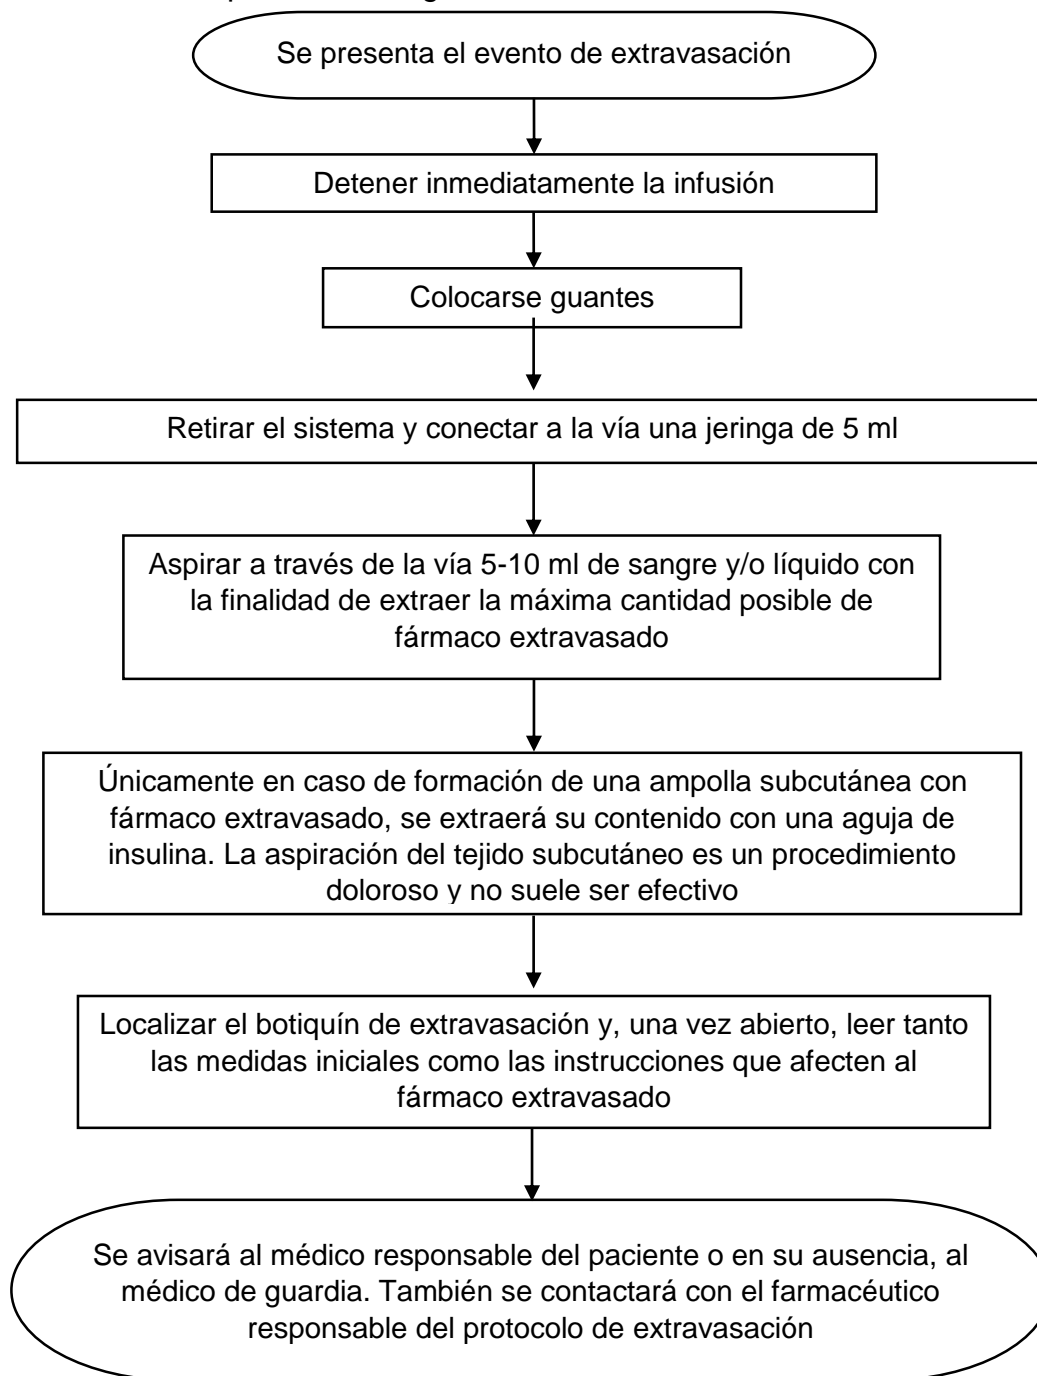 Se presenta el evento de extravasación
Detener inmediatamente la infusión
Colocarse guantes
Retirar el sistema y conectar a la vía una jeringa de 5 ml
Aspirar a través de la vía 5-10 ml de sangre y/o líquido con
la finalidad de extraer la máxima cantidad posible de
fármaco extravasado
Únicamente en caso de formación de una ampolla subcutánea con
fármaco extravasado, se extraerá su contenido con una aguja de
insulina. La aspiración del tejido subcutáneo es un procedimiento
doloroso y no suele ser efectivo
Localizar el botiquín de extravasación y, una vez abierto, leer tanto
las medidas iniciales como las instrucciones que afecten al
fármaco extravasado
Se avisará al médico responsable del paciente o en su ausencia, al
médico de guardia. También se contactará con el farmacéutico
responsable del protocolo de extravasación